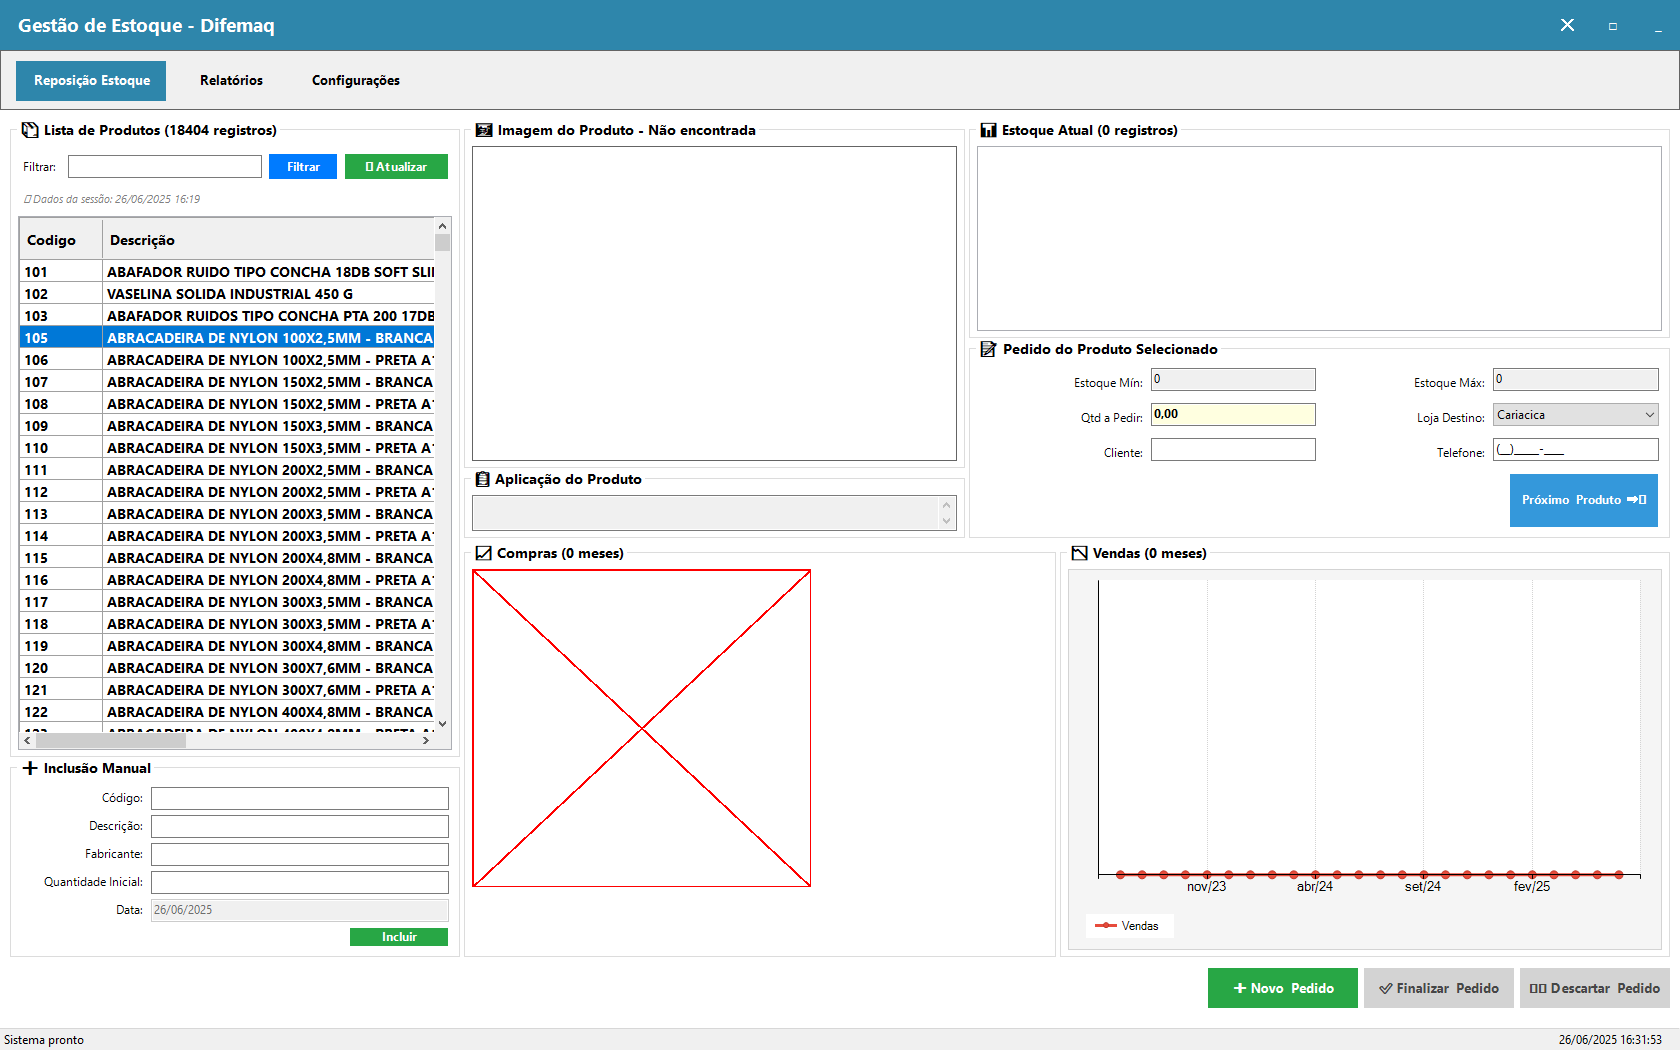 Gestão de Estoque - Difemaq
Reposição Estoque
Relatórios
Configurações
Lista de Produtos (18404 registros)
Filtrar:
Filtrar
Atualizar
Dados da sessão: 26/06/2025 16:19
Codigo Descrição
101 ABAFADOR RUIDO TIPO CONCHA 18DB SOFT SLI
102 VASELINA SOLIDA INDUSTRIAL 450 G
103 ABAFADOR RUIDOS TIPO CONCHA PTA 200 17DB
105 ABRACADEIRA DE NYLON 100X2,5MM - BRANCA
106 ABRACADEIRA DE NYLON 100X2,5MM - PRETA A
107 ABRACADEIRA DE NYLON 150X2,5MM - BRANCA
108 ABRACADEIRA DE NYLON 150X2,5MM - PRETA A
109 ABRACADEIRA DE NYLON 150X3,5MM - BRANCA
110 ABRACADEIRA DE NYLON 150X3,5MM - PRETA A
111 ABRACADEIRA DE NYLON 200X2,5MM - BRANCA
112 ABRACADEIRA DE NYLON 200X2,5MM - PRETA A
113 ABRACADEIRA DE NYLON 200X3,5MM - BRANCA
114 ABRACADEIRA DE NYLON 200X3,5MM - PRETA A
115 ABRACADEIRA DE NYLON 200X4,8MM - BRANCA
116 ABRACADEIRA DE NYLON 200X4,8MM - PRETA A
117 ABRACADEIRA DE NYLON 300X3,5MM - BRANCA
118 ABRACADEIRA DE NYLON 300X3,5MM - PRETA A
119 ABRACADEIRA DE NYLON 300X4,8MM - BRANCA
120 ABRACADEIRA DE NYLON 300X7,6MM - BRANCA
121 ABRACADEIRA DE NYLON 300X7,6MM - PRETA A
122 ABRACADEIRA DE NYLON 400X4,8MM - BRANCA
Inclusão Manual
Código:
Descrição:
Fabricante:
Quantidade Inicial:
Data: 26/06/2025
Incluir
Imagem do Produto - Não encontrada
Aplicação do Produto
Estoque Atual (0 registros)
Pedido do Produto Selecionado
Estoque Mín: 0
Estoque Máx: 0
Qtd a Pedir: 0,00
Loja Destino: Cariacica
Cliente:
Telefone: (__)____-___
Próximo Produto
Compras (0 meses)
Vendas (0 meses)
nov/23 abr/24 set/24 fev/25
Vendas
Novo Pedido
Finalizar Pedido
Descartar Pedido
Sistema pronto
26/06/2025 16:31:53